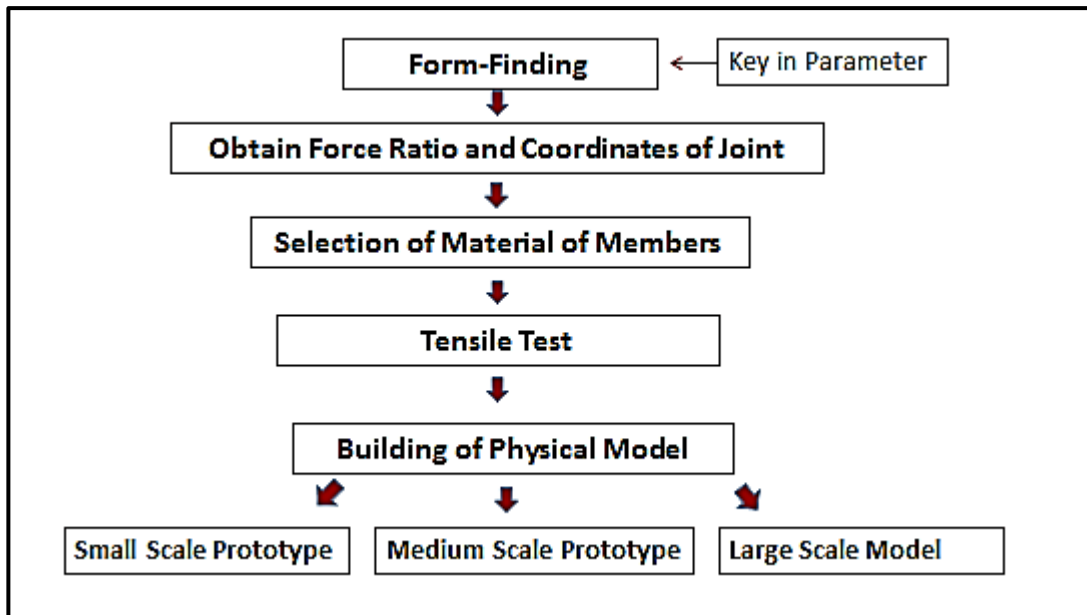 Form-Finding
Key in Parameter
Obtain Force Ratio and Coordinates of Joint
Selection of Material of Members
Tensile Test
Building of Physical Model
Small Scale Prototype
Medium Scale Prototype
Large Scale Model